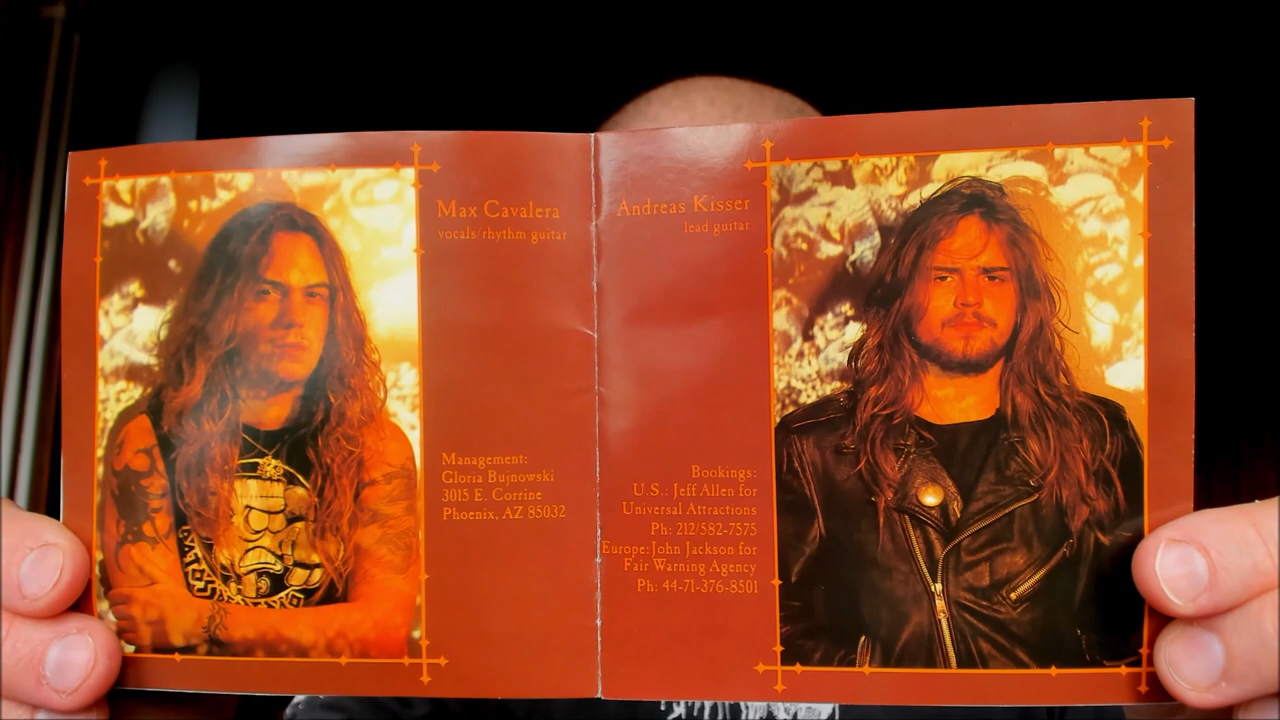 Max Cavalera
vocals/rhythm guitar
Management:
Gloria Bujnowski
3015 E. Corrine
Phoenix, AZ 85032
Andreas Kisser
lead guitar
Bookings:
U.S.: Jeff Allen for
Universal Attractions
Ph: 212/582-7575
Europe: John Jackson for
Fair Warning Agency
Ph: 44-71-376-8501